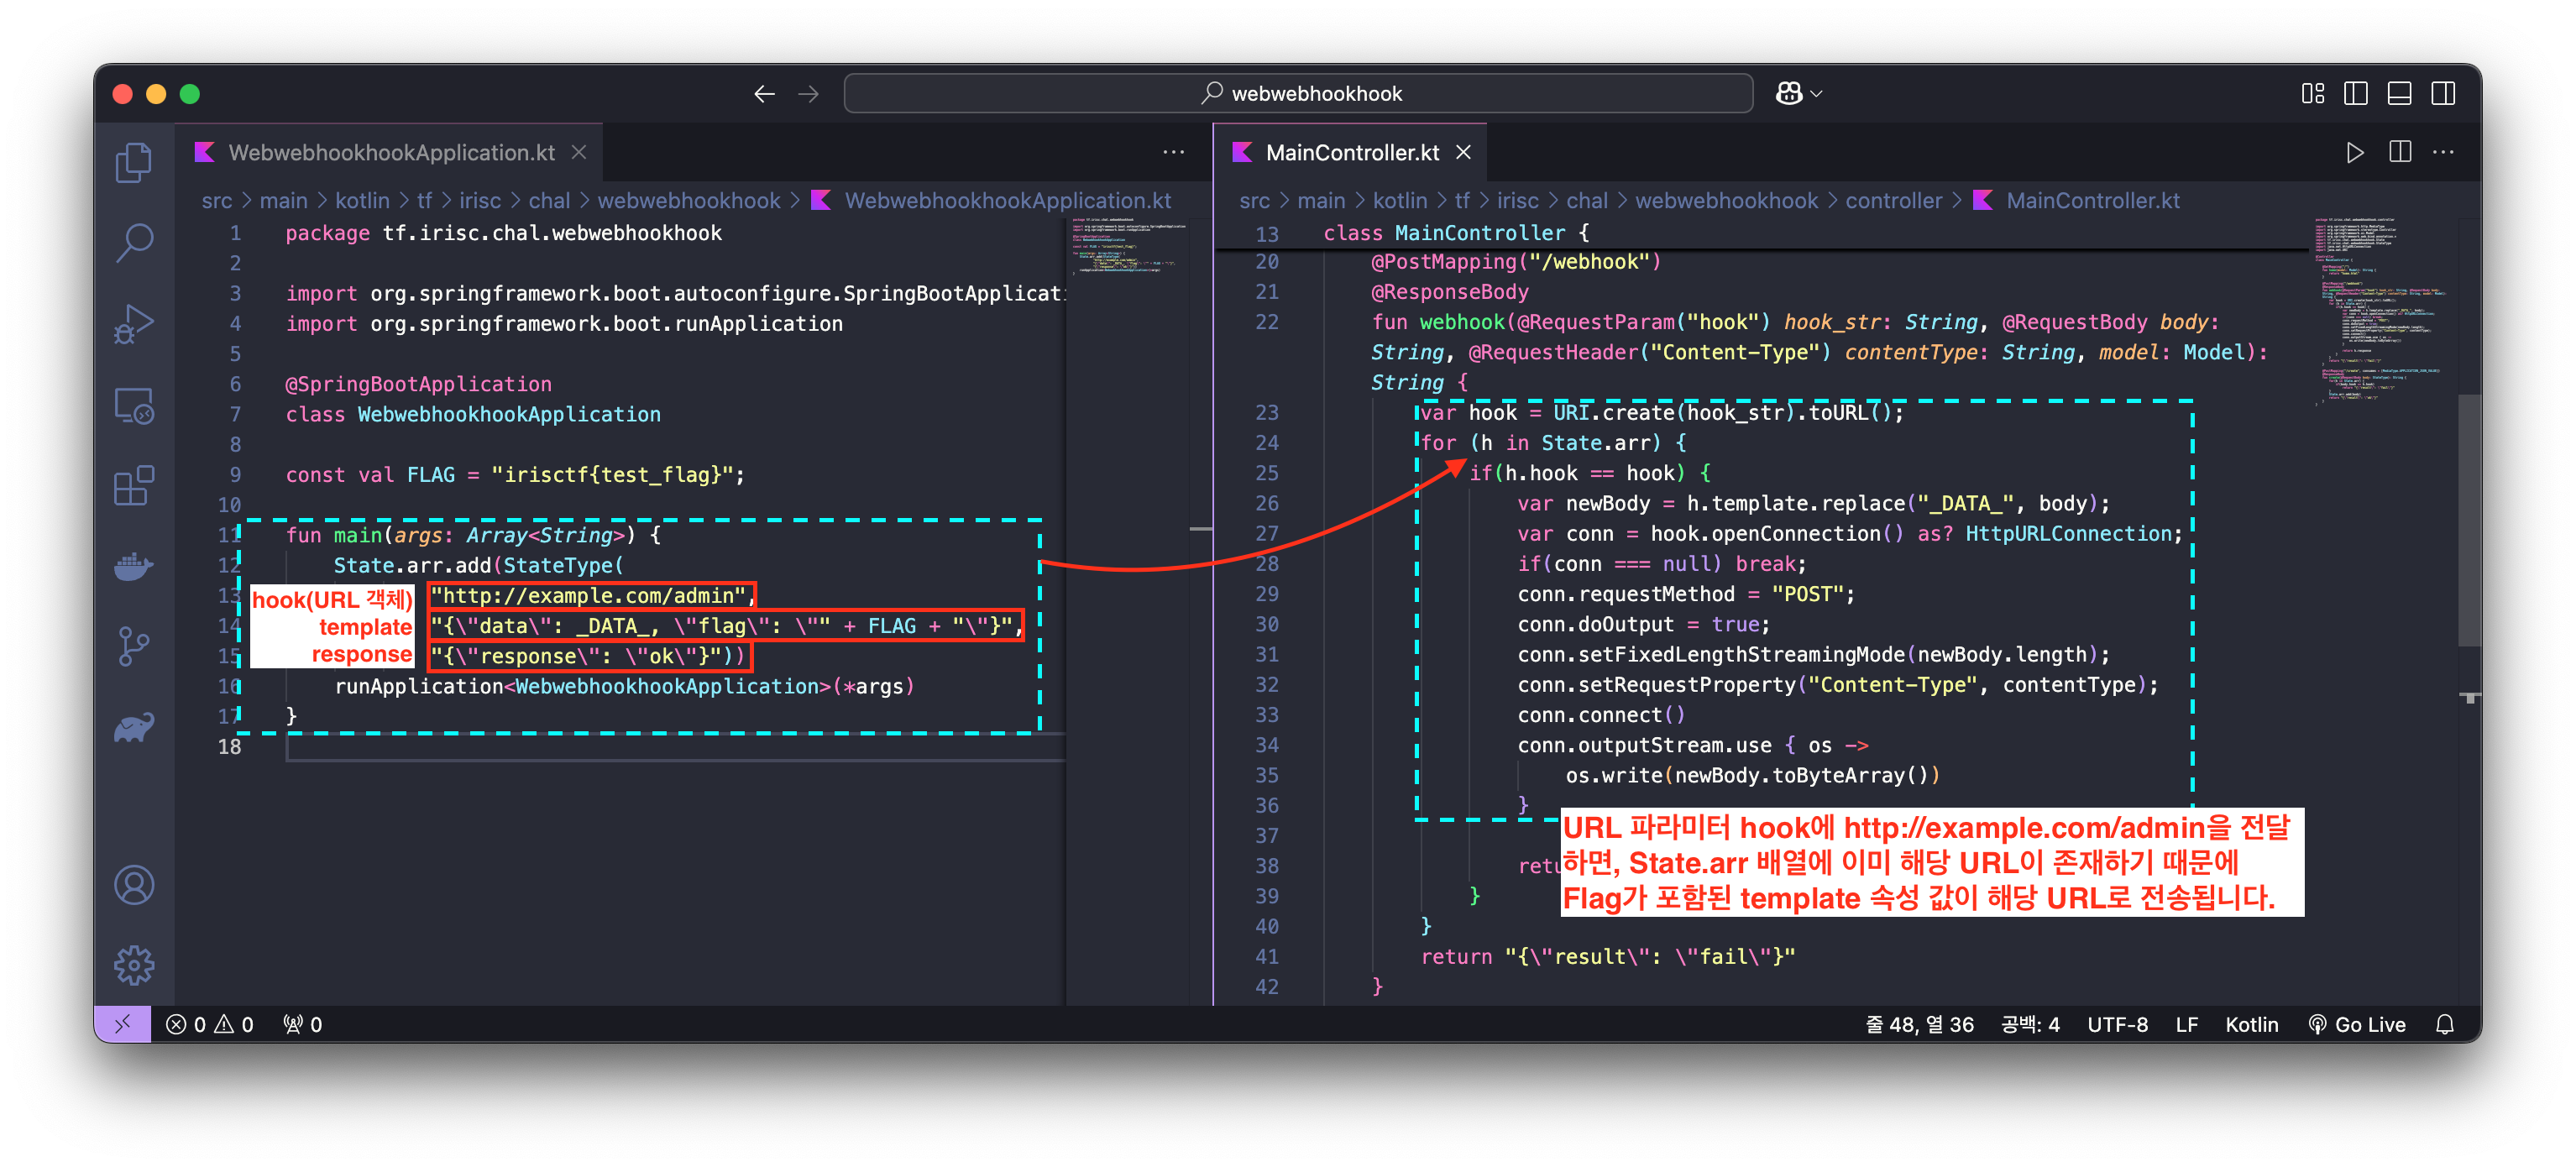 webwebhookhook
WebwebhookhookApplication.kt
src > main > kotlin > tf > irisc > chal > webwebhookhook > WebwebhookhookApplication.kt
1 package tf.irisc.chal.webwebhookhook
2
3 import org.springframework.boot.autoconfigure.SpringBootApplicati
4 import org.springframework.boot.runApplication
5
6 @SpringBootApplication
7 class WebwebhookhookApplication
8
9 const val FLAG = "irisctf{test_flag}";
10
11 fun main(args: Array<String>) {
12 State.arr.add(StateType(
13 hook(URL 객체) "http://example.com/admin",
14 template "{\"data\": _DATA_, \"flag\": \"" + FLAG + "\"}",
15 response "{\"response\": \"ok\"}"))
16 runApplication<WebwebhookhookApplication>(*args)
17 }
18
MainController.kt
src > main > kotlin > tf > irisc > chal > webwebhookhook > controller > MainController.kt
13 class MainController {
20 @PostMapping("/webhook")
21 @ResponseBody
22 fun webhook(@RequestParam("hook") hook_str: String, @RequestBody body:
String, @RequestHeader("Content-Type") contentType: String, model: Model):
String {
23 var hook = URI.create(hook_str).toURL();
24 for (h in State.arr) {
25 if(h.hook == hook) {
26 var newBody = h.template.replace("_DATA_", body);
27 var conn = hook.openConnection() as? HttpURLConnection;
28 if(conn === null) break;
29 conn.requestMethod = "POST";
30 conn.doOutput = true;
31 conn.setFixedLengthStreamingMode(newBody.length);
32 conn.setRequestProperty("Content-Type", contentType);
33 conn.connect()
34 conn.outputStream.use { os ->
35 os.write(newBody.toByteArray())
36 }
37
38
39 }
40 }
41 return "{\"result\": \"fail\"}"
42 }
URL 파라미터 hook에 http://example.com/admin을 전달
하면, State.arr 배열에 이미 해당 URL이 존재하기 때문에
Flag가 포함된 template 속성 값이 해당 URL로 전송됩니다.
0 0 0
줄 48, 열 36 공백: 4 UTF-8 LF Kotlin Go Live